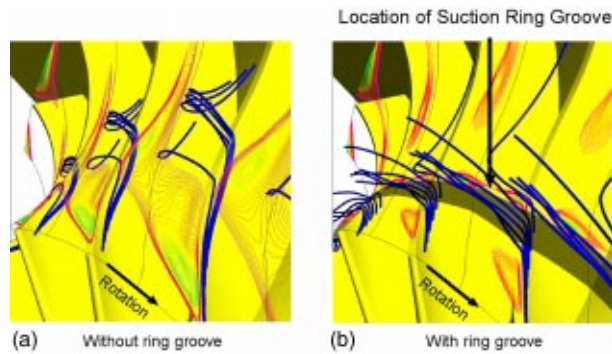 Location of Suction Ring Groove
Rotation
Rotation
(a) Without ring groove
(b) With ring groove